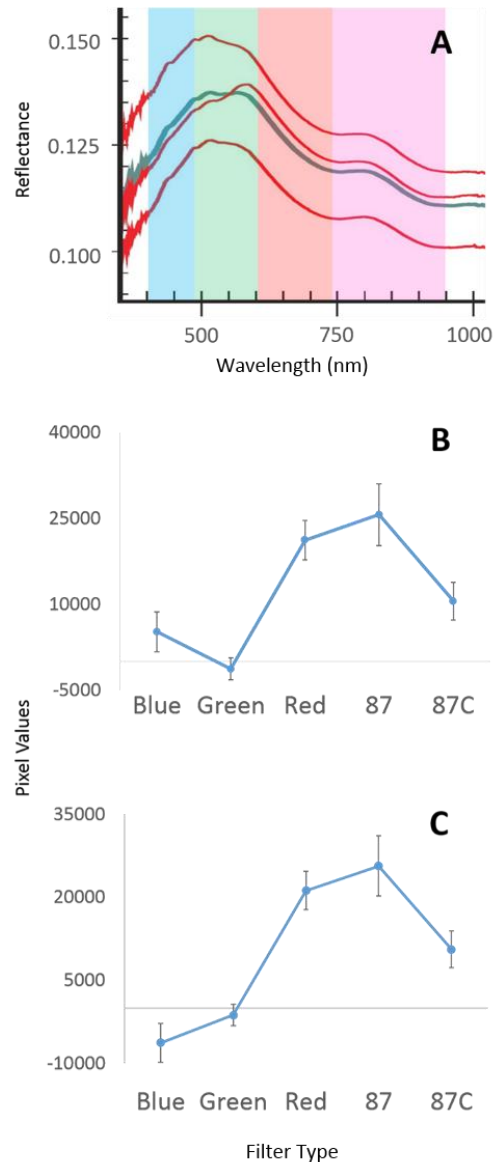 A
0.150
0.125
0.100
Reflectance
500 750 1000
Wavelength (nm)
B
40000
25000
10000
-5000
Blue Green Red 87 87C
Pixel Values
C
35000
20000
5000
-10000
Blue Green Red 87 87C
Filter Type